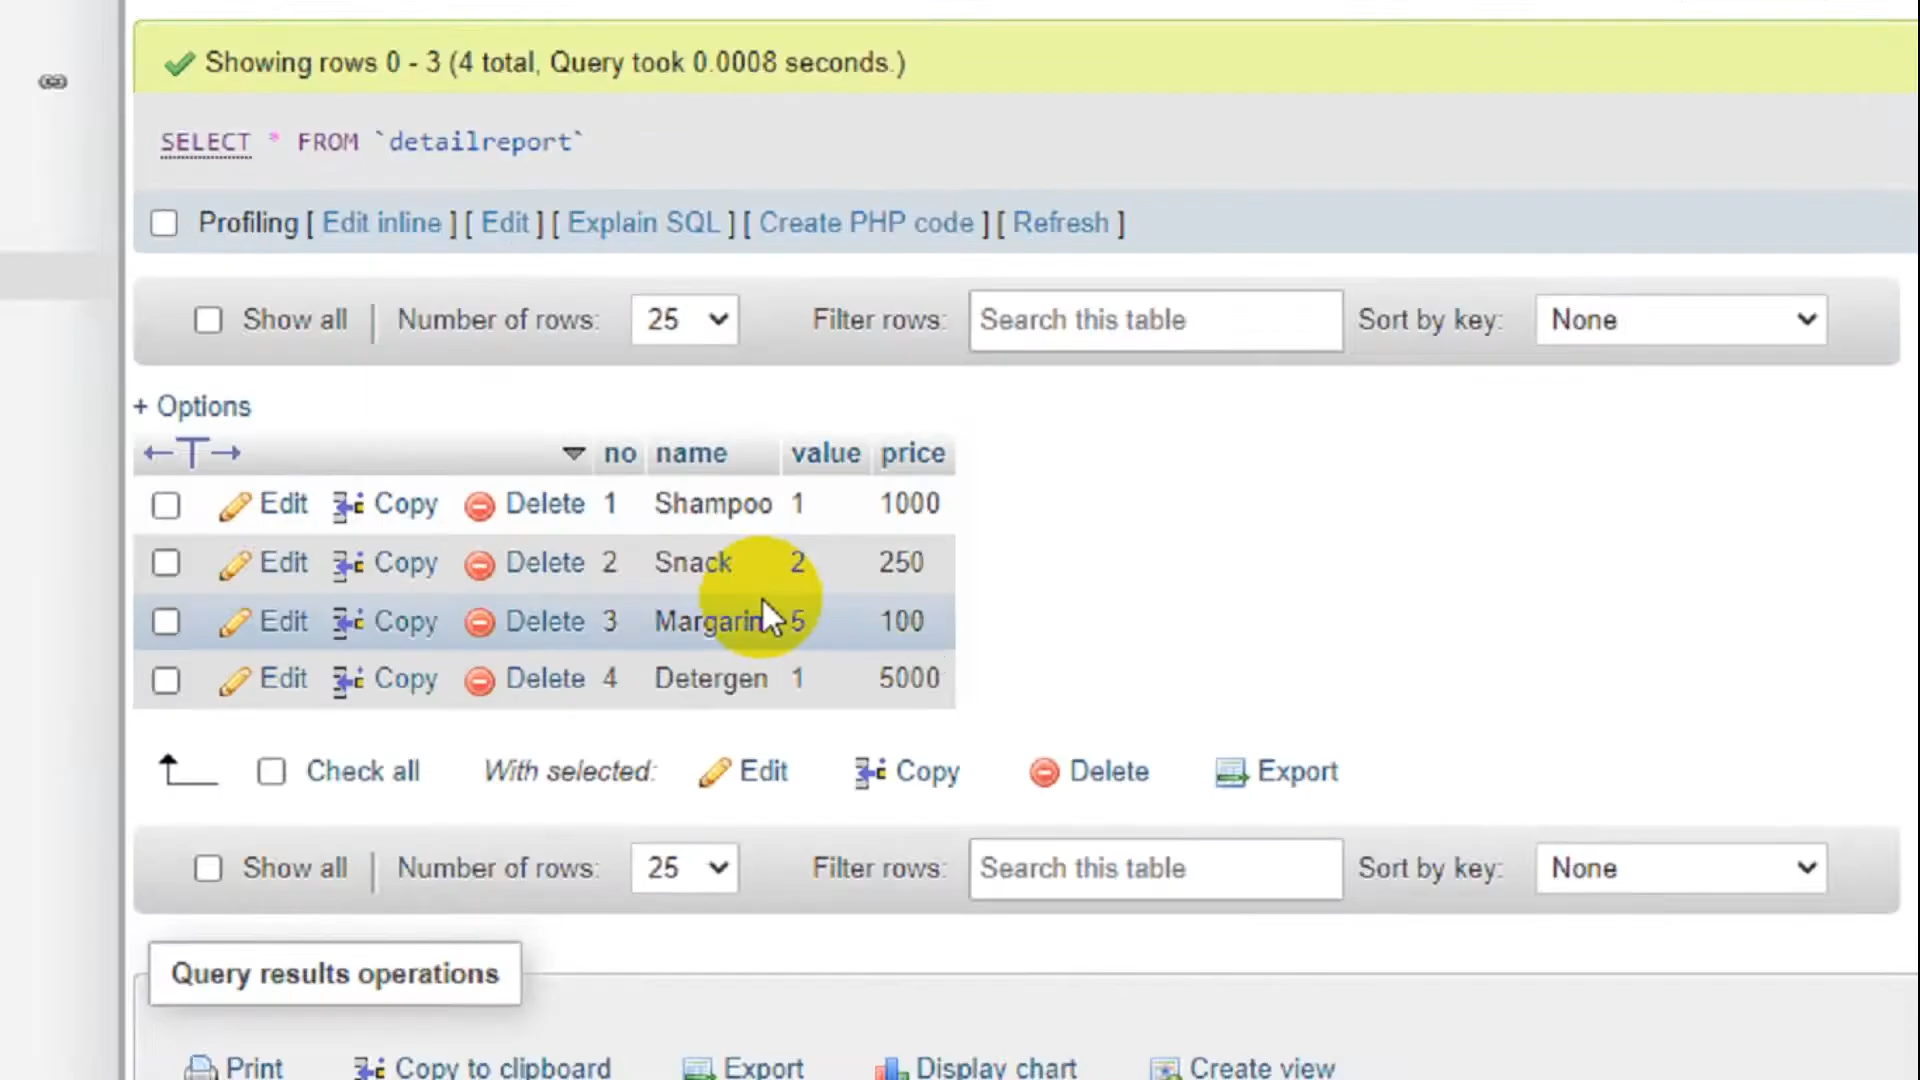 Showing rows 0 - 3 (4 total, Query took 0.0008 seconds.)
SELECT * FROM `detailreport`
Profiling [ Edit inline ] [ Edit ] [ Explain SQL ] [ Create PHP code ] [ Refresh ]
Show all | Number of rows: 25 Filter rows: Search this table Sort by key: None
+ Options
←T→ no name value price
Edit Copy Delete 1 Shampoo 1 1000
Edit Copy Delete 2 Snack 2 250
Edit Copy Delete 3 5 100
Edit Copy Delete 4 Detergen 1 5000
Check all With selected: Edit Copy Delete Export
Show all | Number of rows: 25 Filter rows: Search this table Sort by key: None
Query results operations
Print Copy to clipboard Export Display chart Create view